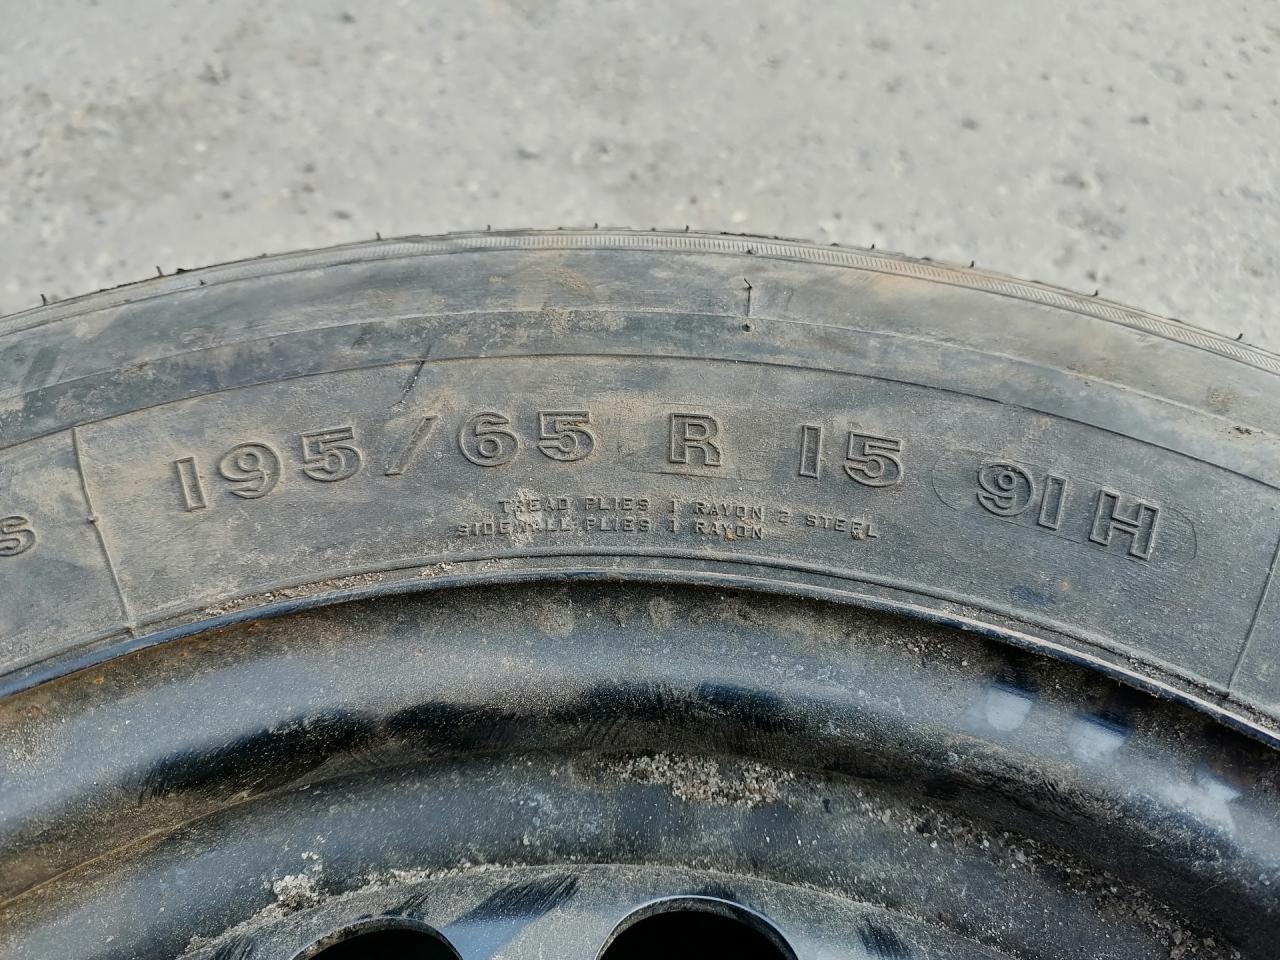 195/65 R 15 91H
TREAD PLIES 1 RAYON 2 STEEL
SIDEWALL PLIES 1 RAYON